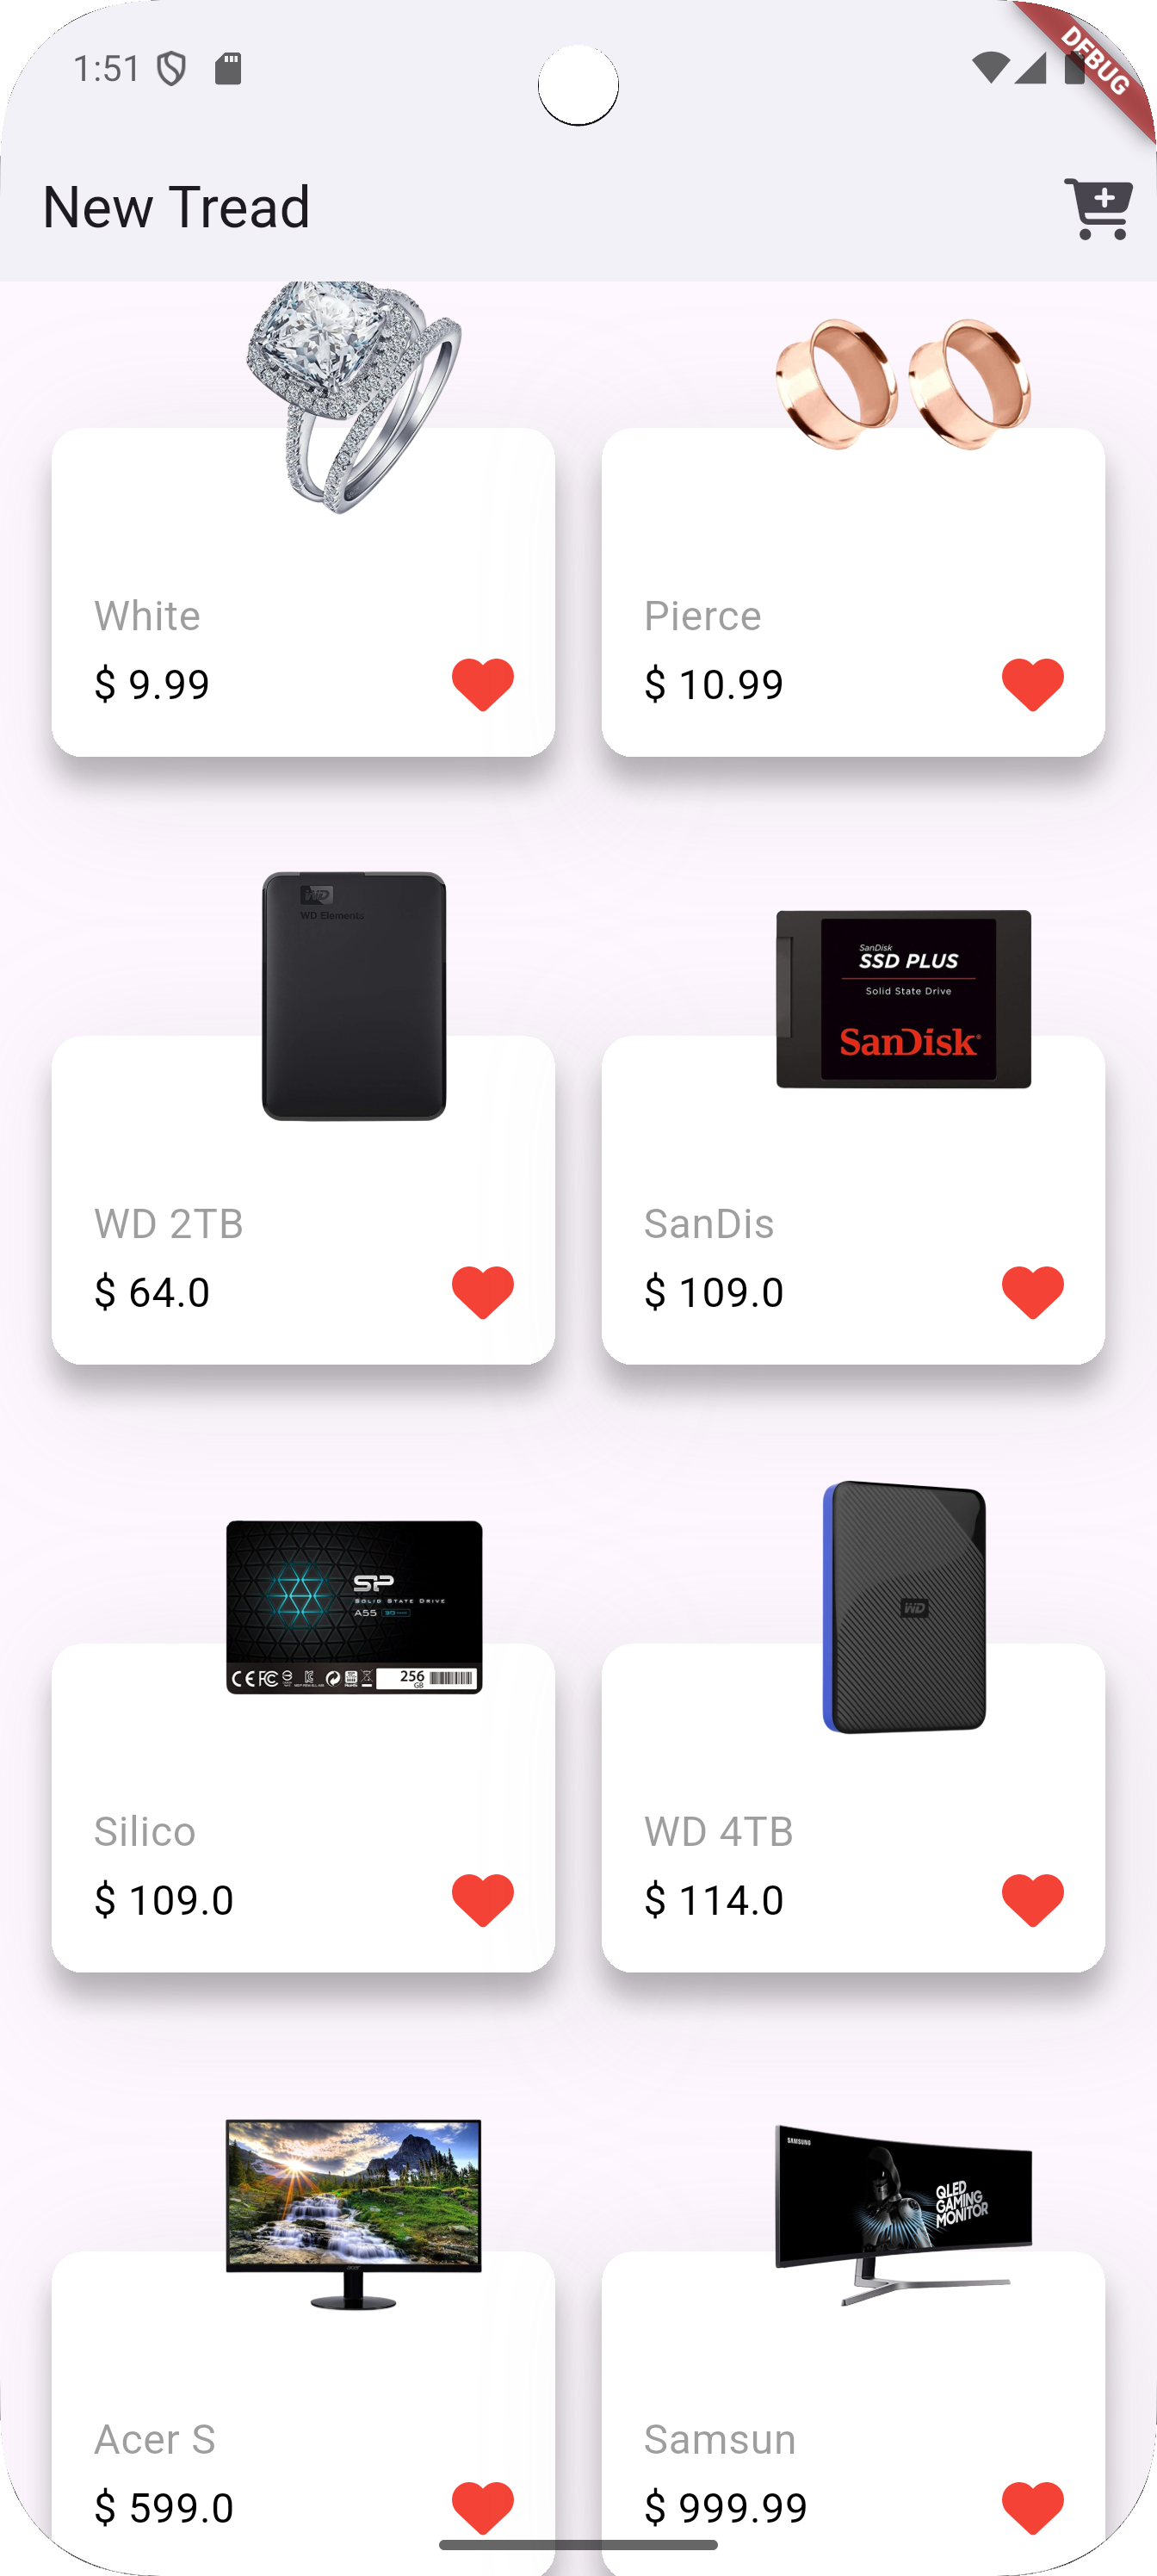 1:51
DEBUG
New Tread
White
$ 9.99
Pierce
$ 10.99
WD
WD Elements
SanDisk
SSD PLUS
Solid State Drive
SanDisk
WD 2TB
$ 64.0
SanDis
$ 109.0
SP
SOLID STATE DRIVE
A55
256
GB
WD
Silico
$ 109.0
WD 4TB
$ 114.0
SAMSUNG
QLED
GAMING
MONITOR
Acer S
$ 599.0
Samsun
$ 999.99